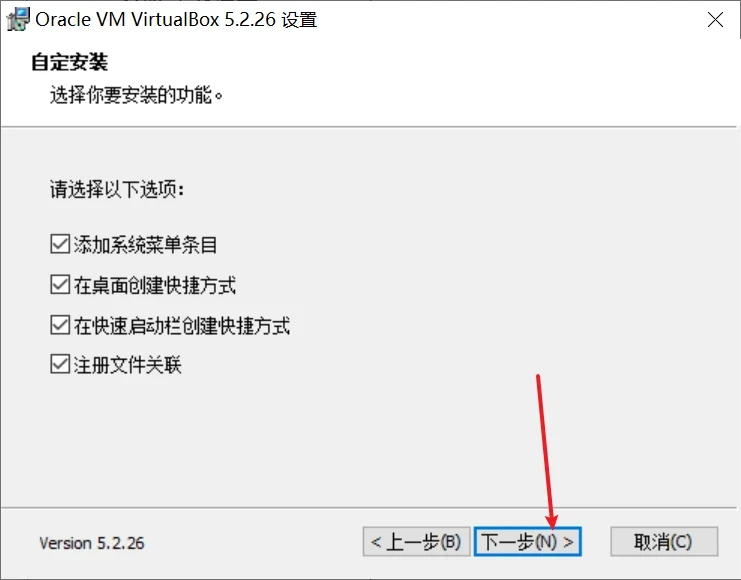 Oracle VM VirtualBox 5.2.26 设置
自定安装
选择你要安装的功能。
请选择以下选项:
添加系统菜单条目
在桌面创建快捷方式
在快速启动栏创建快捷方式
注册文件关联
Version 5.2.26
< 上一步(B)
下一步(N) >
取消(C)